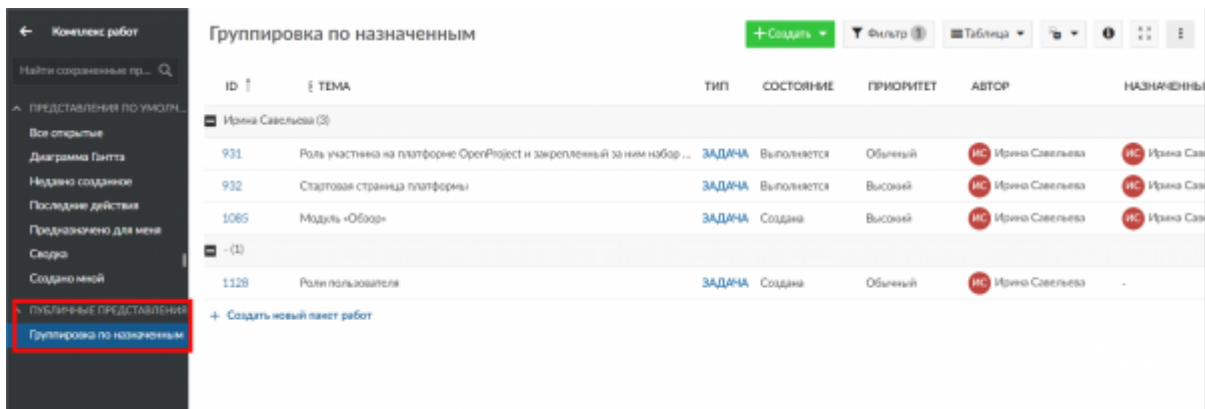 Комплекс работ
Группировка по назначенным
Создать
Фильтр 1
Таблица
Найти сохраненные пр...
ID ТЕМА ТИП СОСТОЯНИЕ ПРИОРИТЕТ АВТОР НАЗНАЧЕННЫ
ПРЕДСТАВЛЕНИЯ ПО УМОЛЧ...
Все открытые
Диаграмма Гантта
Недавно созданное
Последние действия
Предназначено для меня
Сводка
Создано мной
ПУБЛИЧНЫЕ ПРЕДСТАВЛЕНИЯ
Группировка по назначенным
Ирина Савельева (3)
931 Роль участника на платформе OpenProject и закрепленный за ним набор ... ЗАДАЧА Выполняется Обычный ИС Ирина Савельева ИС Ирина Сав
932 Стартовая страница платформы ЗАДАЧА Выполняется Высокий ИС Ирина Савельева ИС Ирина Сав
1085 Модуль «Обзор» ЗАДАЧА Создана Высокий ИС Ирина Савельева ИС Ирина Сав
- (1)
1128 Роли пользователя ЗАДАЧА Создана Обычный ИС Ирина Савельева -
+ Создать новый пакет работ